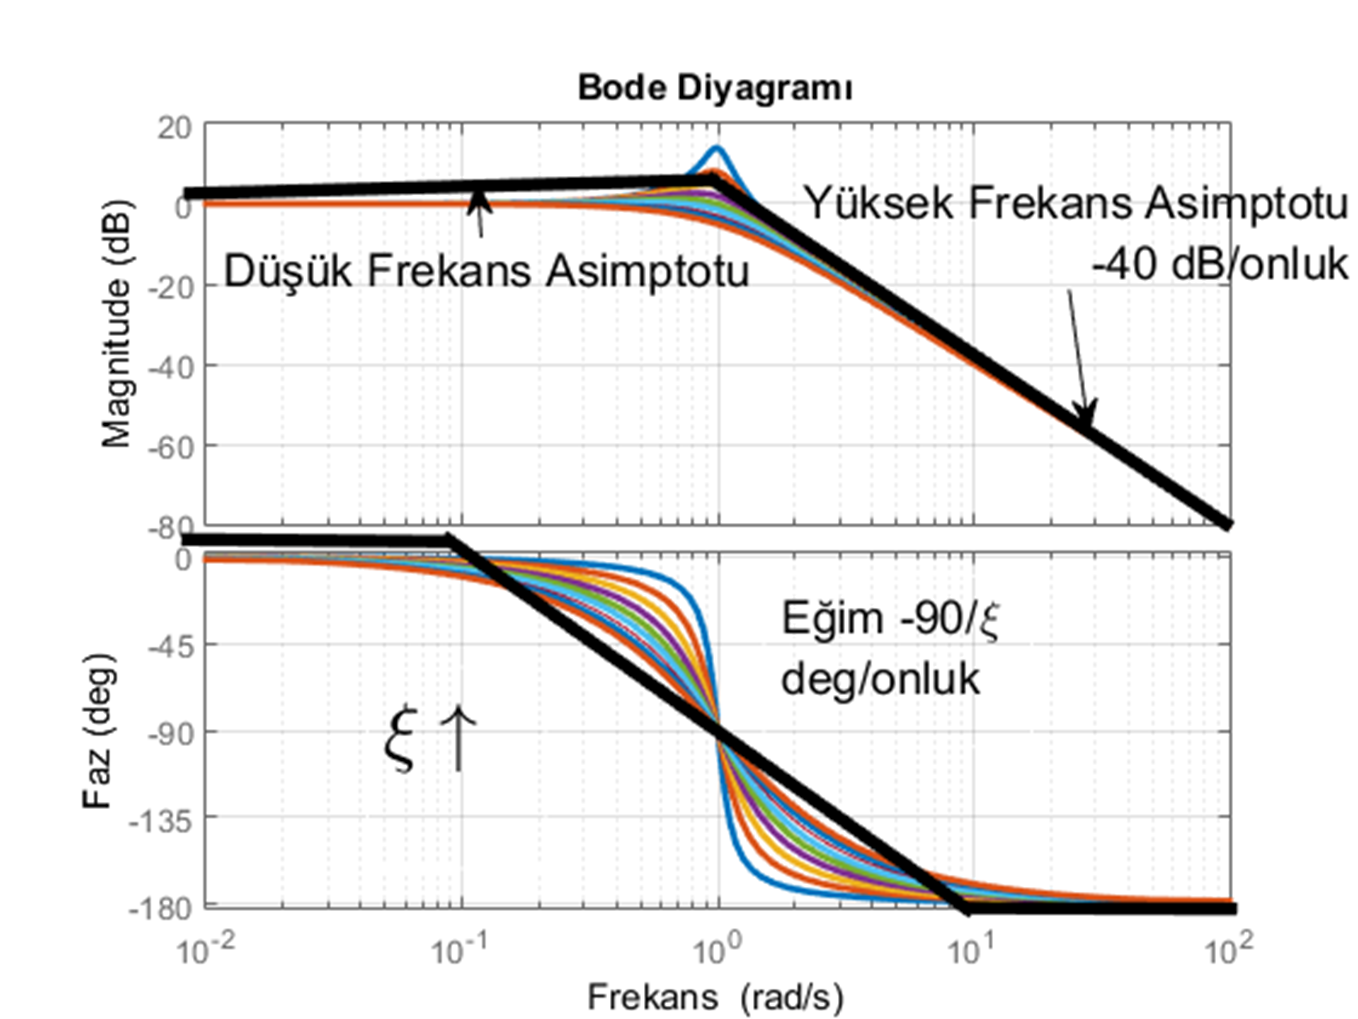 Bode Diyagramı
Magnitude (dB)
20
0
-20
-40
-60
-80
Düşük Frekans Asimptotu
Yüksek Frekans Asimptotu
-40 dB/onluk
Faz (deg)
0
-45
-90
-135
-180
Eğim -90/ξ
deg/onluk
ξ ↑
10^-2 10^-1 10^0 10^1 10^2
Frekans (rad/s)